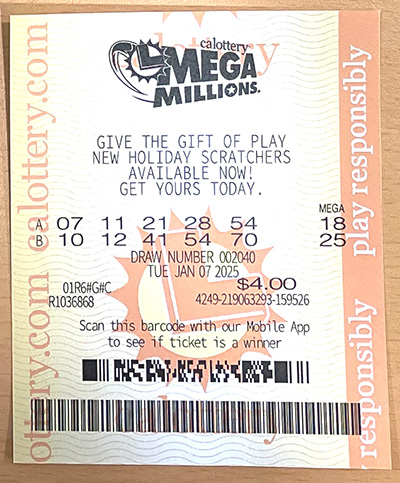 calottery
MEGA
MILLIONS.
GIVE THE GIFT OF PLAY
NEW HOLIDAY SCRATCHERS
AVAILABLE NOW!
GET YOURS TODAY.
MEGA
A 07 11 21 28 54 18
B 10 12 41 54 70 25
DRAW NUMBER 002040
TUE JAN 07 2025
$4.00
01R6#G#C
R1036868 4249-219063293-159526
Scan this barcode with our Mobile App
to see if ticket is a winner
ottery.com calottery.com
play responsibly
responsibly